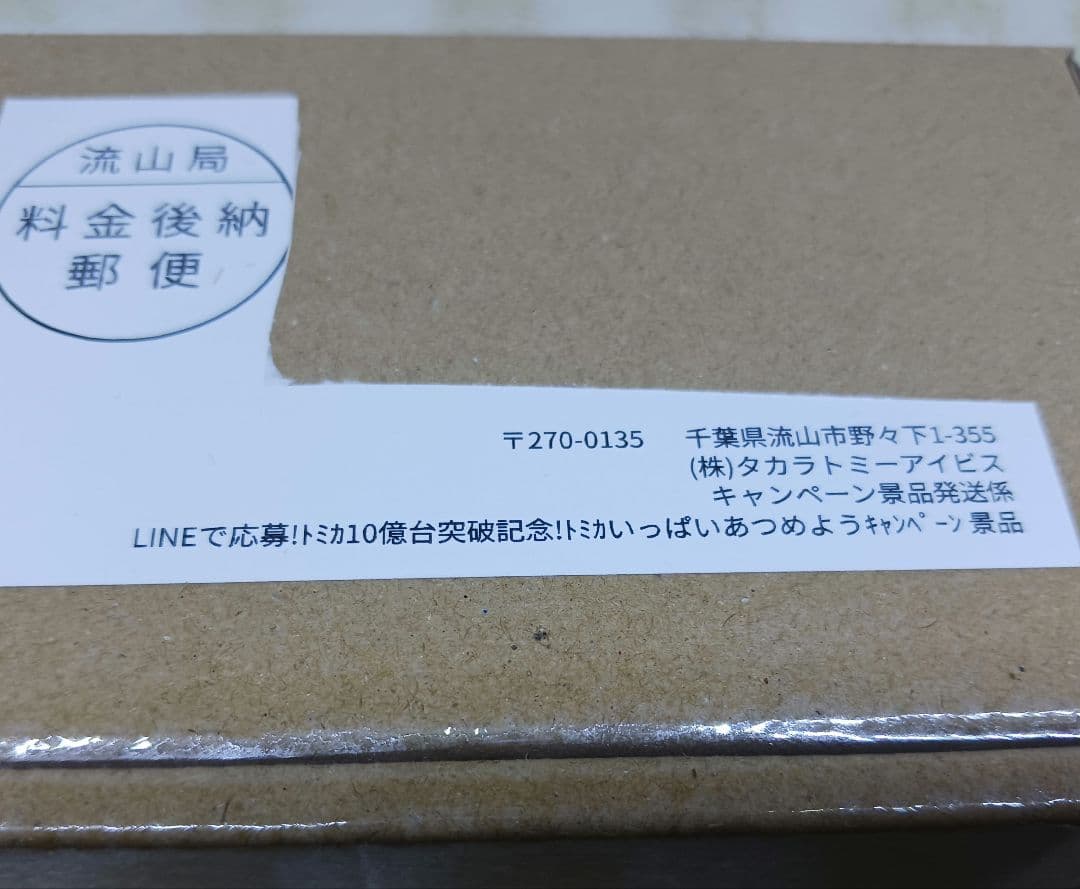 流山局
料金後納
郵便
〒270-0135 千葉県流山市野々下1-355
(株)タカラトミーアイビス
キャンペーン景品発送係
LINEで応募!ﾄﾐｶ10億台突破記念!ﾄﾐｶいっぱいあつめようｷｬﾝﾍﾟｰﾝ 景品